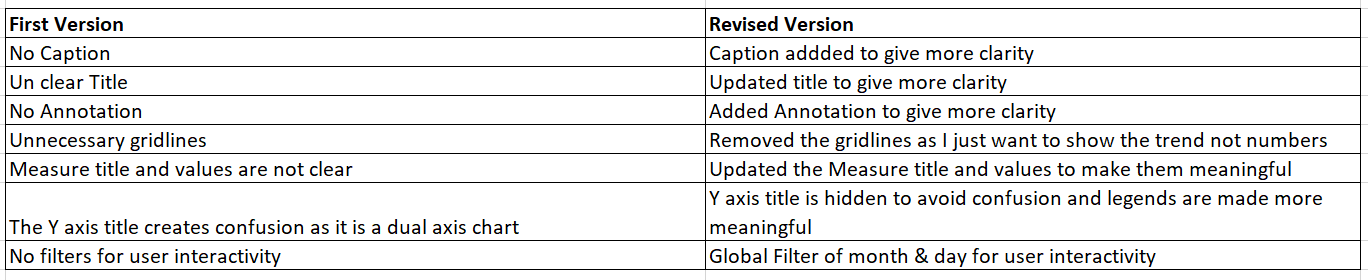 First Version Revised Version
No Caption Caption addded to give more clarity
Un clear Title Updated title to give more clarity
No Annotation Added Annotation to give more clarity
Unnecessary gridlines Removed the gridlines as I just want to show the trend not numbers
Measure title and values are not clear Updated the Measure title and values to make them meaningful
Y axis title is hidden to avoid confusion and legends are made more
The Y axis title creates confusion as it is a dual axis chart meaningful
No filters for user interactivity Global Filter of month & day for user interactivity